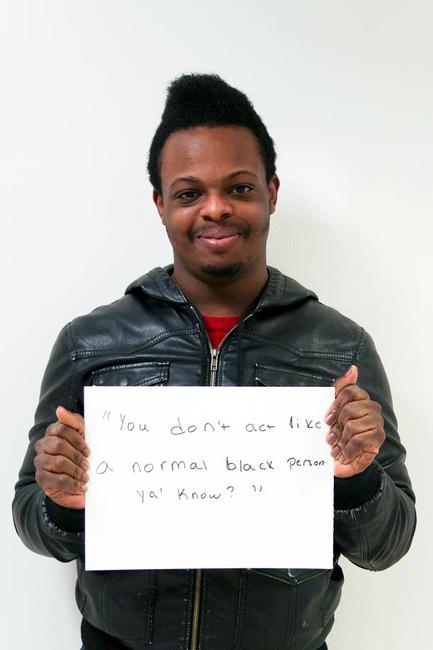 "You don't act like
a normal black person
ya' know?"